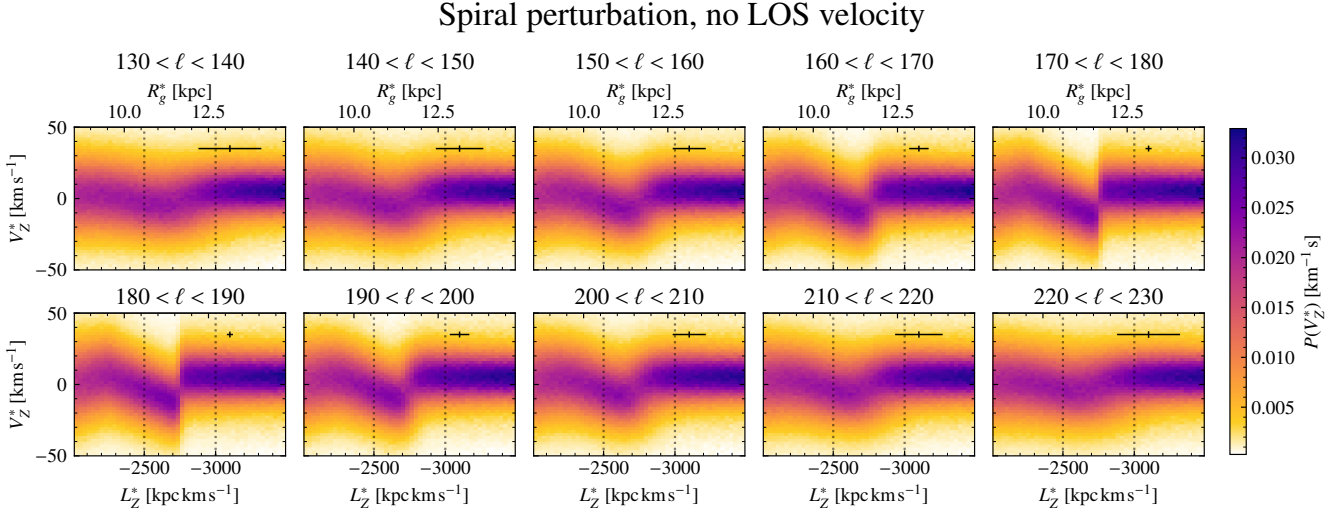 Spiral perturbation, no LOS velocity
130 < ℓ < 140
140 < ℓ < 150
150 < ℓ < 160
160 < ℓ < 170
170 < ℓ < 180
R*g [kpc]
R*g [kpc]
R*g [kpc]
R*g [kpc]
R*g [kpc]
10.0 12.5
10.0 12.5
10.0 12.5
10.0 12.5
10.0 12.5
50
0
−50
V*Z [km s−1]
180 < ℓ < 190
190 < ℓ < 200
200 < ℓ < 210
210 < ℓ < 220
220 < ℓ < 230
50
0
−50
V*Z [km s−1]
−2500 −3000
−2500 −3000
−2500 −3000
−2500 −3000
−2500 −3000
L*Z [kpc km s−1]
L*Z [kpc km s−1]
L*Z [kpc km s−1]
L*Z [kpc km s−1]
L*Z [kpc km s−1]
0.030
0.025
0.020
0.015
0.010
0.005
P(V*Z) [km−1 s]